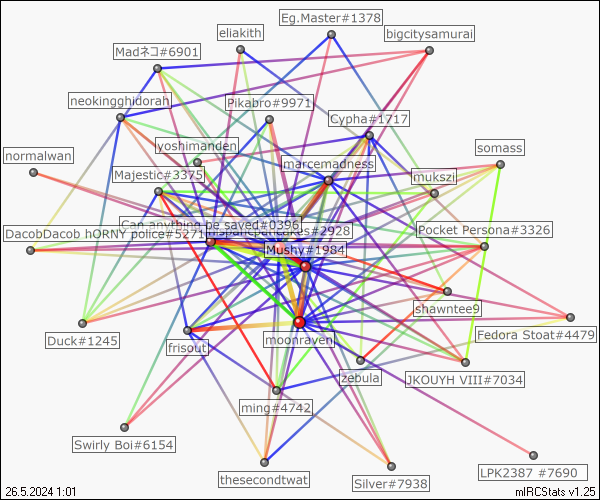 Eg.Master#1378
eliakith
bigcitysamurai
Madネコ#6901
neokingghidorah
Pikabro#9971
Cypha#1717
yoshimanden
somass
normalwan
marcemadness
Majestic#3375
mukszi
Can anything be saved#0396
DacobDacob hORNY police#5271
#2928
Pocket Persona#3326
Mushy#1984
shawntee9
Duck#1245
frisout
moonraven
Fedora Stoat#4479
zebula
JKOUYH VIII#7034
ming#4742
Swirly Boi#6154
thesecondtwat
Silver#7938
LPK2387 #7690
26.5.2024 1:01
mIRCStats v1.25